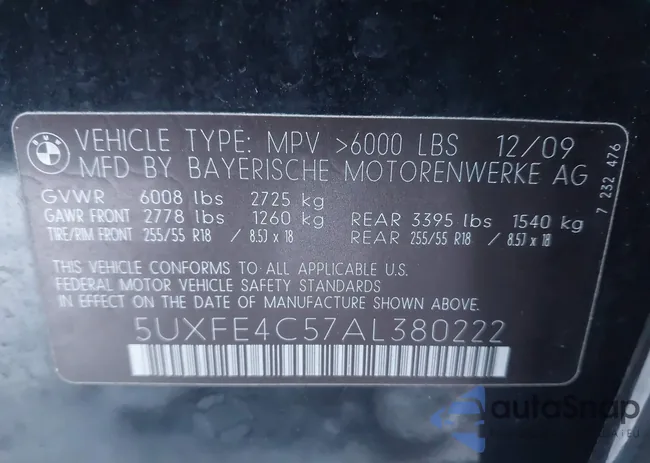 BMW
VEHICLE TYPE: MPV >6000 LBS 12/09
MFD BY BAYERISCHE MOTORENWERKE AG
GVWR 6008 lbs 2725 kg
GAWR FRONT 2778 lbs 1260 kg REAR 3395 lbs 1540 kg
TIRE/RIM FRONT 255/55 R18 / 8.5J x 18 REAR 255/55 R18 / 8.5J x 18
THIS VEHICLE CONFORMS TO ALL APPLICABLE U.S.
FEDERAL MOTOR VEHICLE SAFETY STANDARDS IN
EFFECT ON THE DATE OF MANUFACTURE SHOWN ABOVE.
5UXFE4C57AL380222
7 232 476
autoSnap